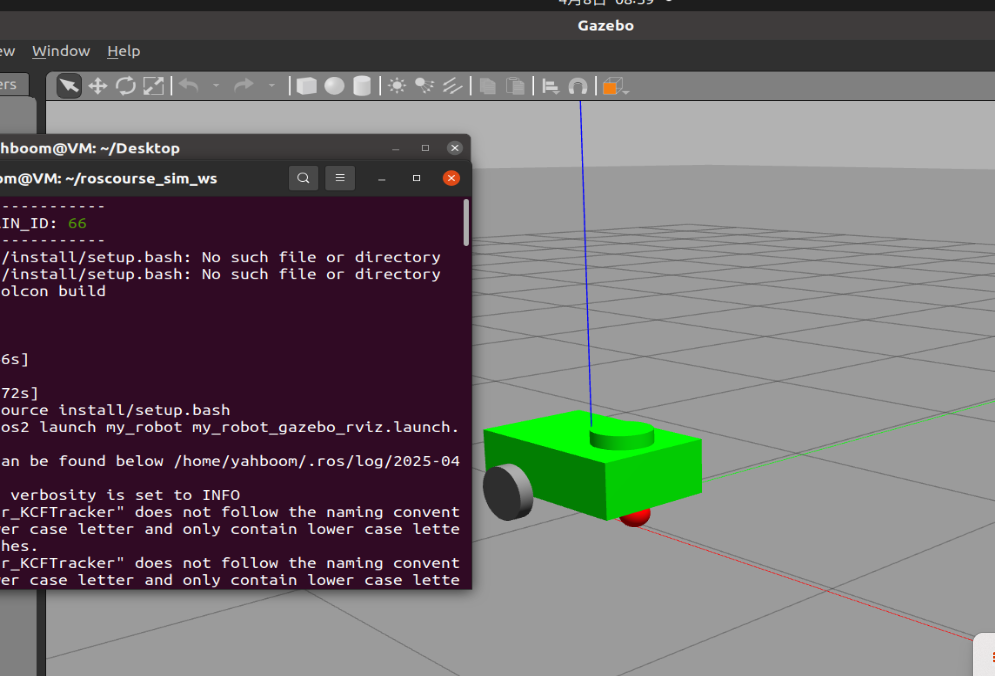 4月8日 08:59
Gazebo
ew Window Help
ers
hboom@VM: ~/Desktop
om@VM: ~/roscourse_sim_ws
------------
IN_ID: 66
------------
/install/setup.bash: No such file or directory
/install/setup.bash: No such file or directory
olcon build
6s]
72s]
ource install/setup.bash
os2 launch my_robot my_robot_gazebo_rviz.launch.
an be found below /home/yahboom/.ros/log/2025-04
verbosity is set to INFO
r_KCFTracker" does not follow the naming convent
er case letter and only contain lower case lette
hes.
r_KCFTracker" does not follow the naming convent
er case letter and only contain lower case lette